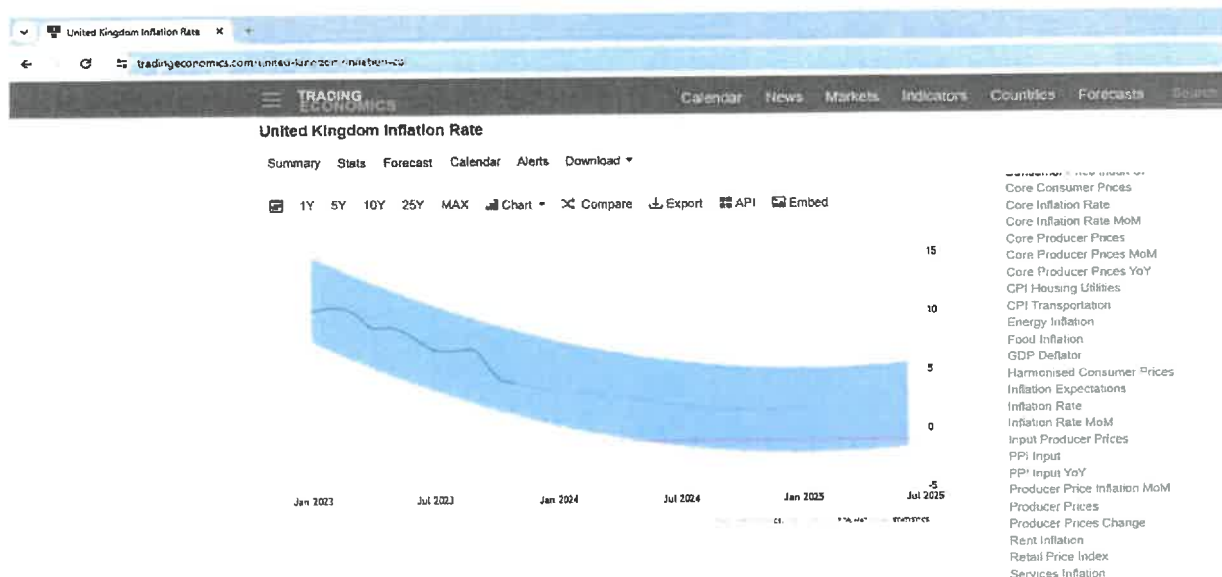 United Kingdom Inflation Rate
TRADING
ECONOMICS
Calendar News Markets Indicators Countries Forecasts Search
United Kingdom Inflation Rate
Summary Stats Forecast Calendar Alerts Download
1Y 5Y 10Y 25Y MAX Chart Compare Export API Embed
15
10
5
0
-5
Jan 2023 Jul 2023 Jan 2024 Jul 2024 Jan 2025 Jul 2025
STATISTICS
Core Consumer Prices
Core Inflation Rate
Core Inflation Rate MoM
Core Producer Prices
Core Producer Prices MoM
Core Producer Prices YoY
CPI Housing Utilities
CPI Transportation
Energy Inflation
Food Inflation
GDP Deflator
Harmonised Consumer Prices
Inflation Expectations
Inflation Rate
Inflation Rate MoM
Input Producer Prices
PPI Input
PPI Input YoY
Producer Price Inflation MoM
Producer Prices
Producer Prices Change
Rent Inflation
Retail Price Index
Services Inflation